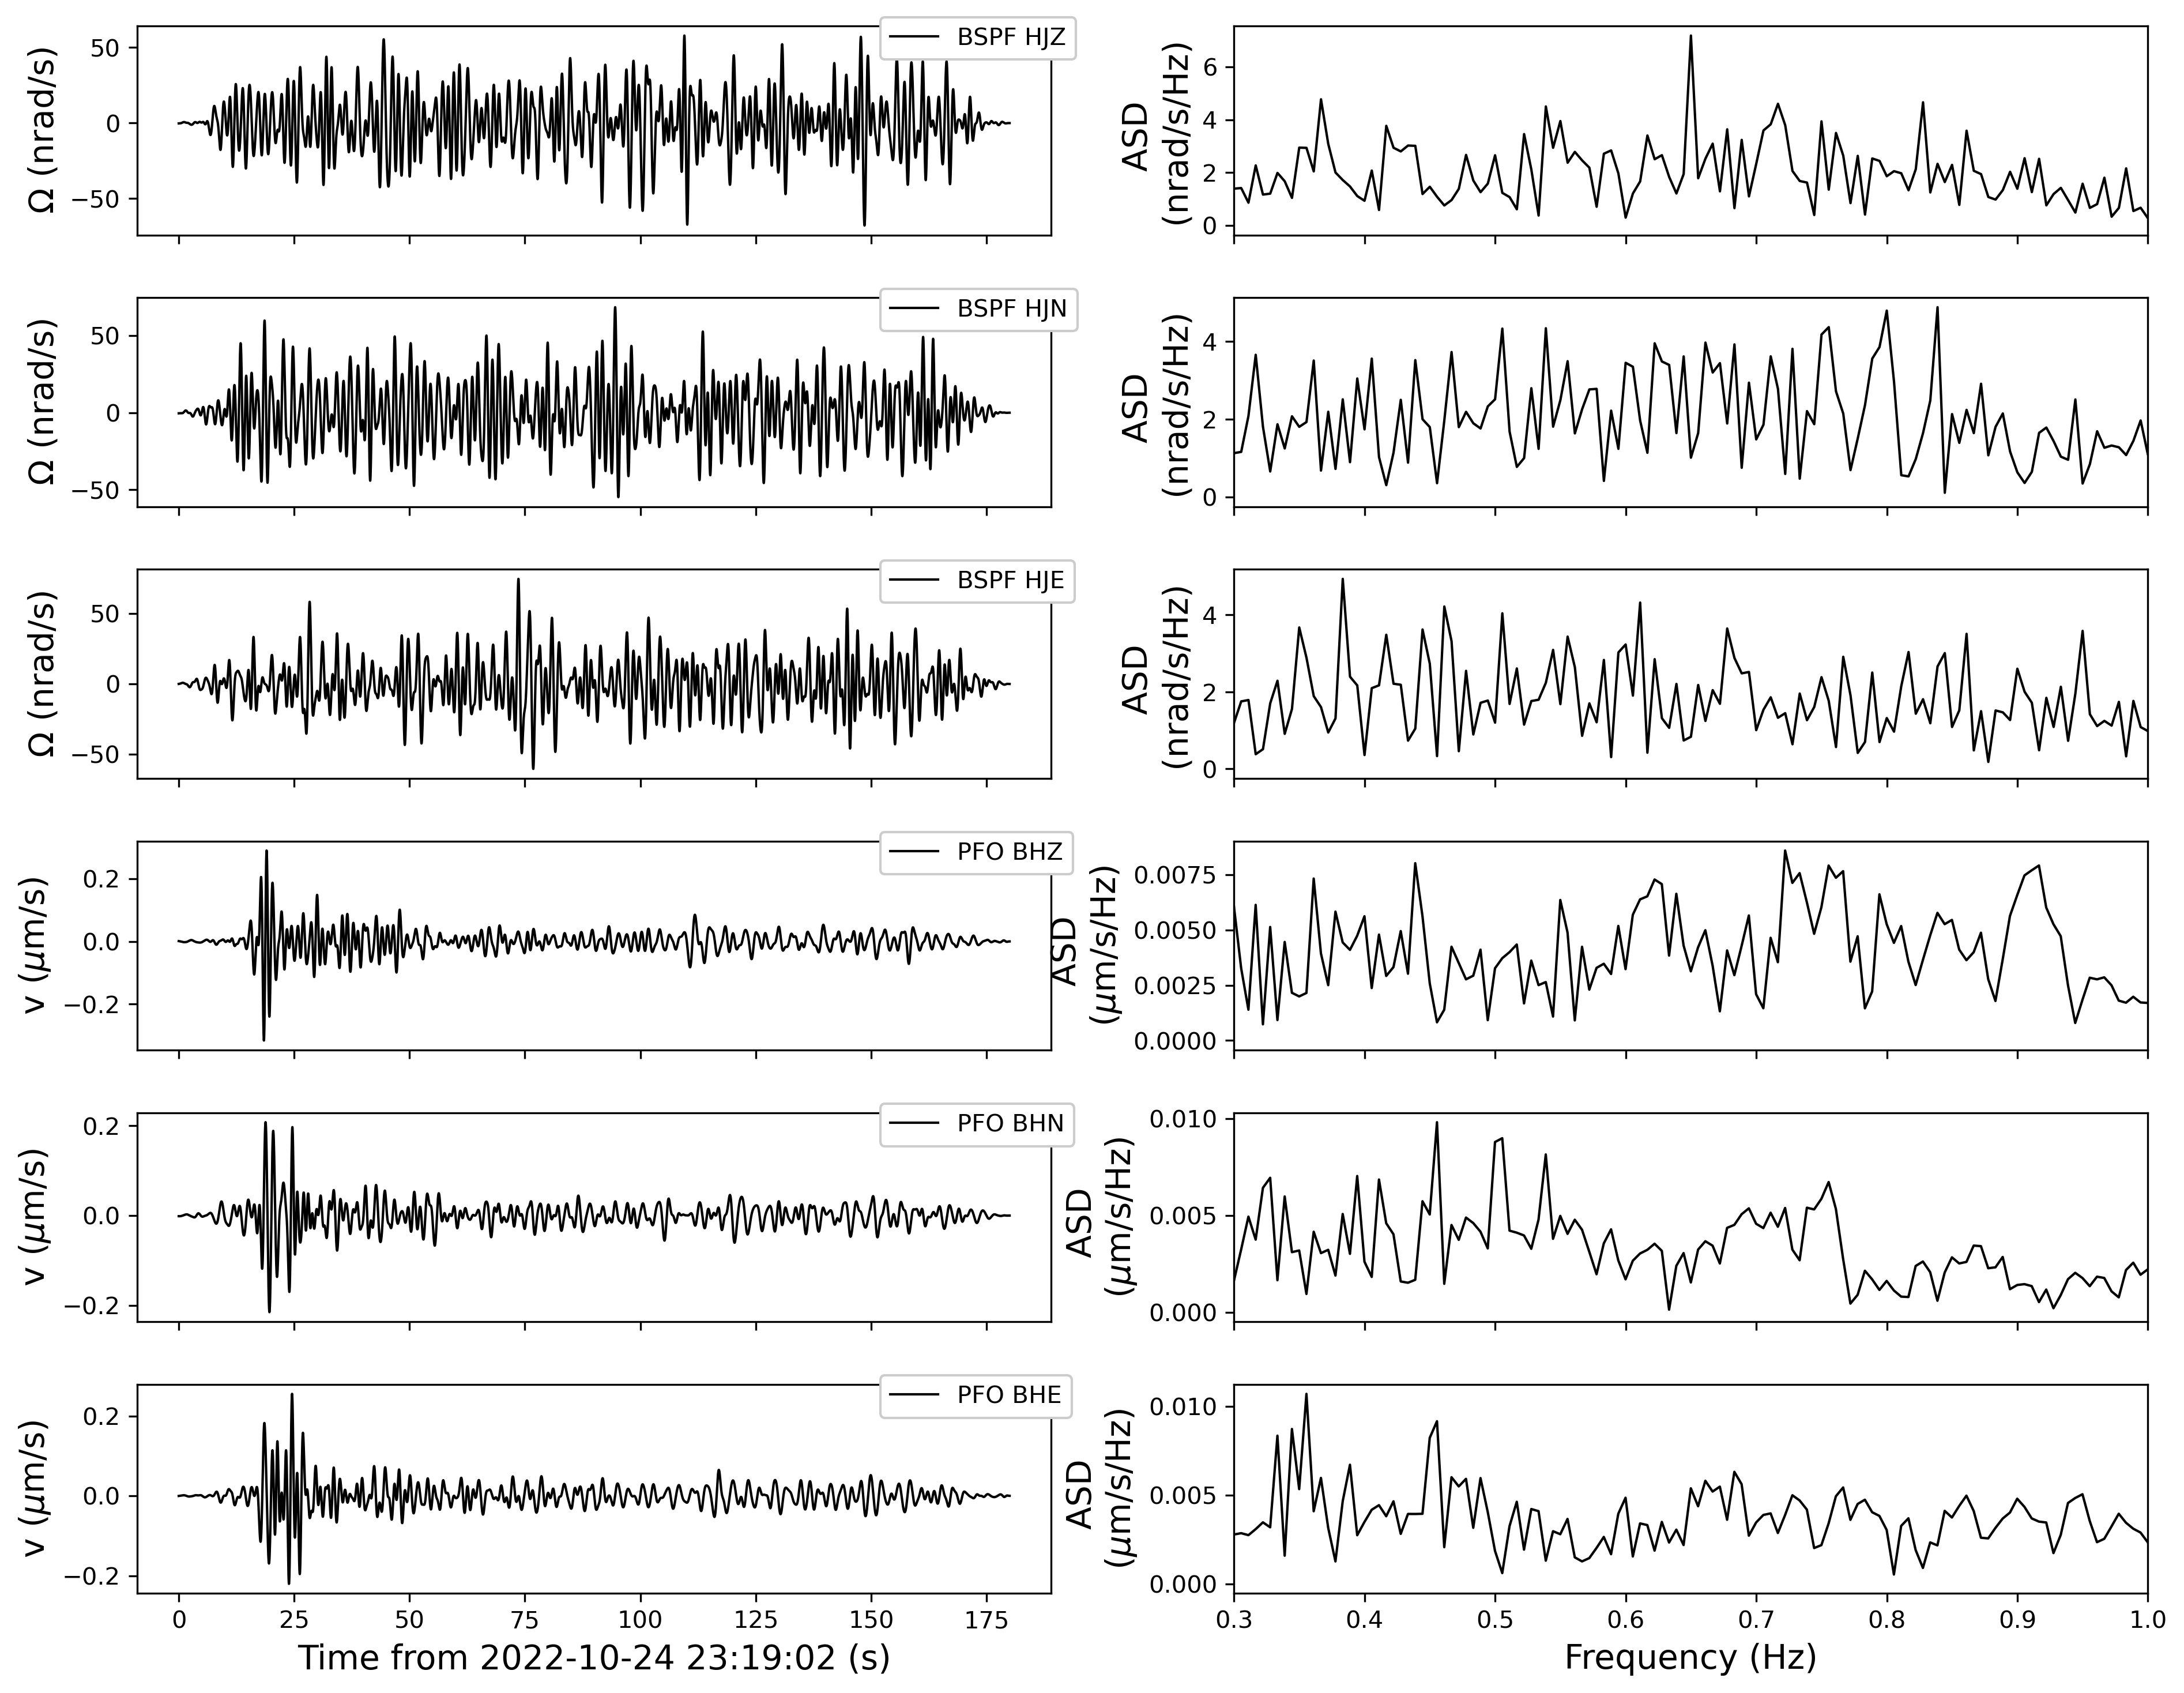 Ω (nrad/s)
50
0
−50
BSPF HJZ
ASD
(nrad/s/Hz)
6
4
2
0
Ω (nrad/s)
50
0
−50
BSPF HJN
ASD
(nrad/s/Hz)
4
2
0
Ω (nrad/s)
50
0
−50
BSPF HJE
ASD
(nrad/s/Hz)
4
2
0
v (μm/s)
0.2
0.0
−0.2
PFO BHZ
ASD
(μm/s/Hz)
0.0075
0.0050
0.0025
0.0000
v (μm/s)
0.2
0.0
−0.2
PFO BHN
ASD
(μm/s/Hz)
0.010
0.005
0.000
v (μm/s)
0.2
0.0
−0.2
PFO BHE
0 25 50 75 100 125 150 175
Time from 2022-10-24 23:19:02 (s)
ASD
(μm/s/Hz)
0.010
0.005
0.000
0.3 0.4 0.5 0.6 0.7 0.8 0.9 1.0
Frequency (Hz)